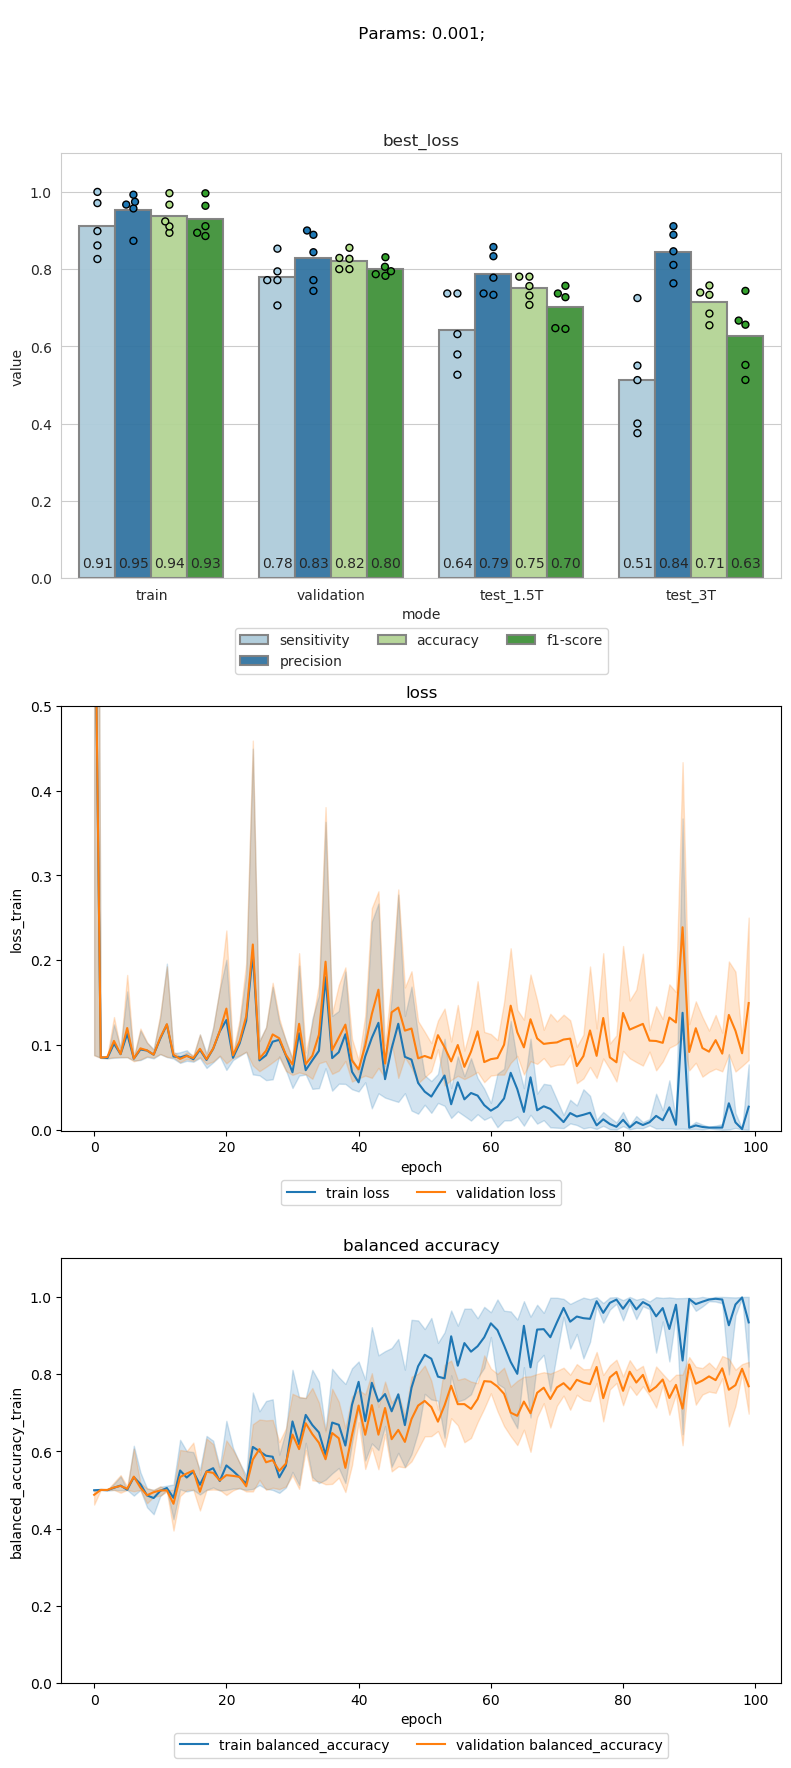 Params: 0.001;
best_loss
1.0
0.8
0.6
0.4
0.2
0.0
value
0.91 0.95 0.94 0.93 0.78 0.83 0.82 0.80 0.64 0.79 0.75 0.70 0.51 0.84 0.71 0.63
train validation test_1.5T test_3T
mode
sensitivity accuracy f1-score
precision
loss
0.5
0.4
0.3
0.2
0.1
0.0
loss_train
0 20 40 60 80 100
epoch
train loss validation loss
balanced accuracy
1.0
0.8
0.6
0.4
0.2
0.0
balanced_accuracy_train
0 20 40 60 80 100
epoch
train balanced_accuracy validation balanced_accuracy